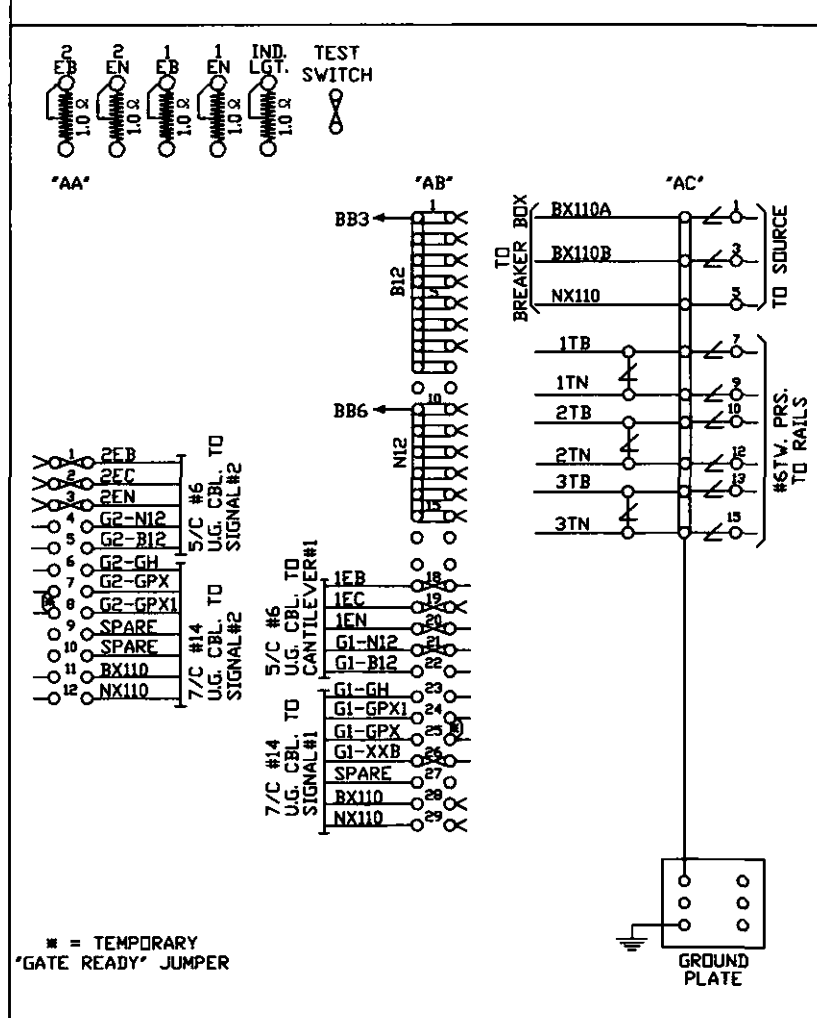 2 EB
2 EN
1 EB
1 EN
IND. LGT.
TEST SWITCH
1.0 Ω
1.0 Ω
1.0 Ω
1.0 Ω
1.0 Ω
"AA"
"AB"
"AC"
1 2EB
2 2EC
3 2EN
4 G2-N12
5 G2-B12
6 G2-GH
7 G2-GPX
8 G2-GPX1
9 SPARE
10 SPARE
11 BX110
12 NX110
*
5/C #6
U.G. CBL. TO
SIGNAL#2
7/C #14
U.G. CBL. TO
SIGNAL#2
BB3
1
B12
5
BB6
10
N12
15
1EB 18
1EC 19
1EN 20
G1-N12 21
G1-B12 22
G1-GH 23
G1-GPX1 24
G1-GPX 25
G1-XXB 26
SPARE 27
BX110 28
NX110 29
*
5/C #6
U.G. CBL. TO
CANTILEVER#1
7/C #14
U.G. CBL. TO
SIGNAL#1
TO
BREAKER BOX
BX110A 1
BX110B 3
NX110 5
TO SOURCE
1TB 7
1TN 9
2TB 10
2TN 12
3TB 13
3TN 15
#6TW. PRS.
TO RAILS
GROUND
PLATE
* = TEMPORARY
"GATE READY" JUMPER